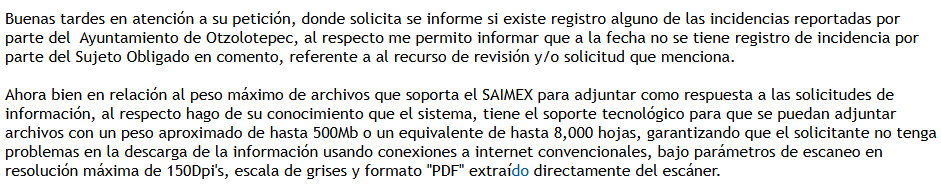 Buenas tardes en atención a su petición, donde solicita se informe si existe registro alguno de las incidencias reportadas por
parte del  Ayuntamiento de Otzolotepec, al respecto me permito informar que a la fecha no se tiene registro de incidencia por
parte del Sujeto Obligado en comento, referente a al recurso de revisión y/o solicitud que menciona.

Ahora bien en relación al peso máximo de archivos que soporta el SAIMEX para adjuntar como respuesta a las solicitudes de
información, al respecto hago de su conocimiento que el sistema, tiene el soporte tecnológico para que se puedan adjuntar
archivos con un peso aproximado de hasta 500Mb o un equivalente de hasta 8,000 hojas, garantizando que el solicitante no tenga
problemas en la descarga de la información usando conexiones a internet convencionales, bajo parámetros de escaneo en
resolución máxima de 150Dpi's, escala de grises y formato "PDF" extraído directamente del escáner.